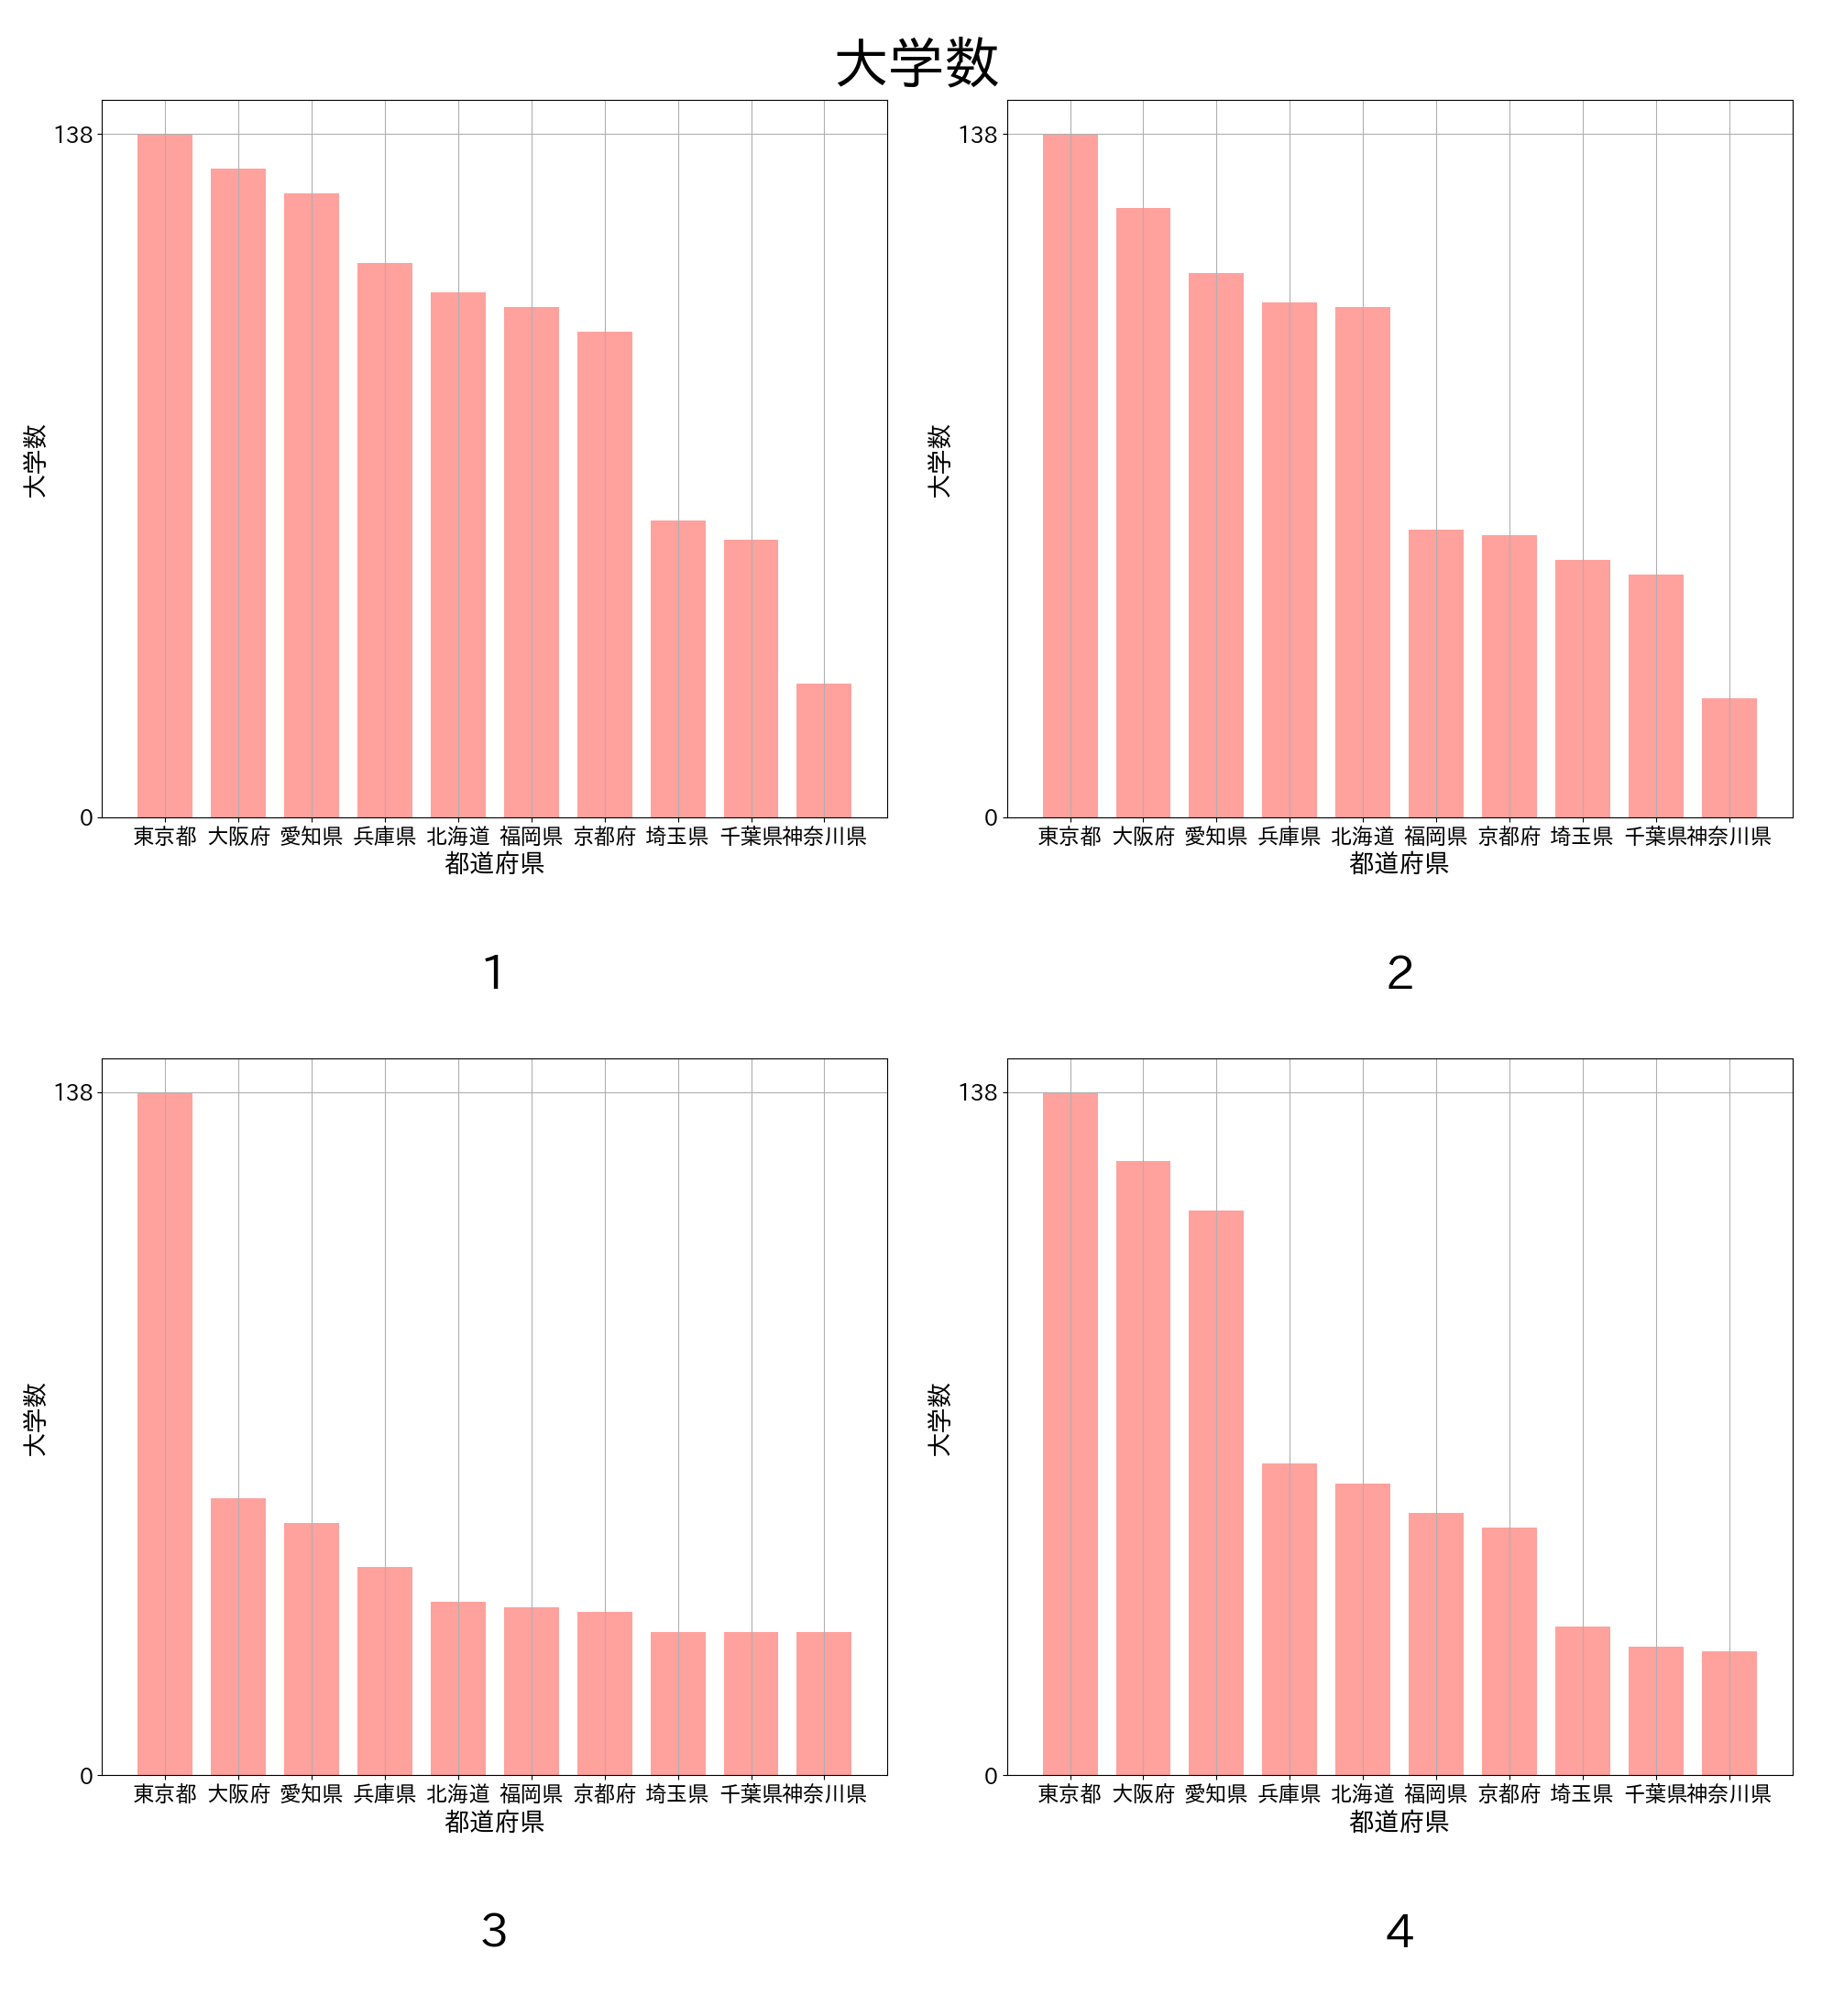 大学数
138
0
大学数
東京都 大阪府 愛知県 兵庫県 北海道 福岡県 京都府 埼玉県 千葉県 神奈川県
都道府県
1
138
0
大学数
東京都 大阪府 愛知県 兵庫県 北海道 福岡県 京都府 埼玉県 千葉県 神奈川県
都道府県
2
138
0
大学数
東京都 大阪府 愛知県 兵庫県 北海道 福岡県 京都府 埼玉県 千葉県 神奈川県
都道府県
3
138
0
大学数
東京都 大阪府 愛知県 兵庫県 北海道 福岡県 京都府 埼玉県 千葉県 神奈川県
都道府県
4